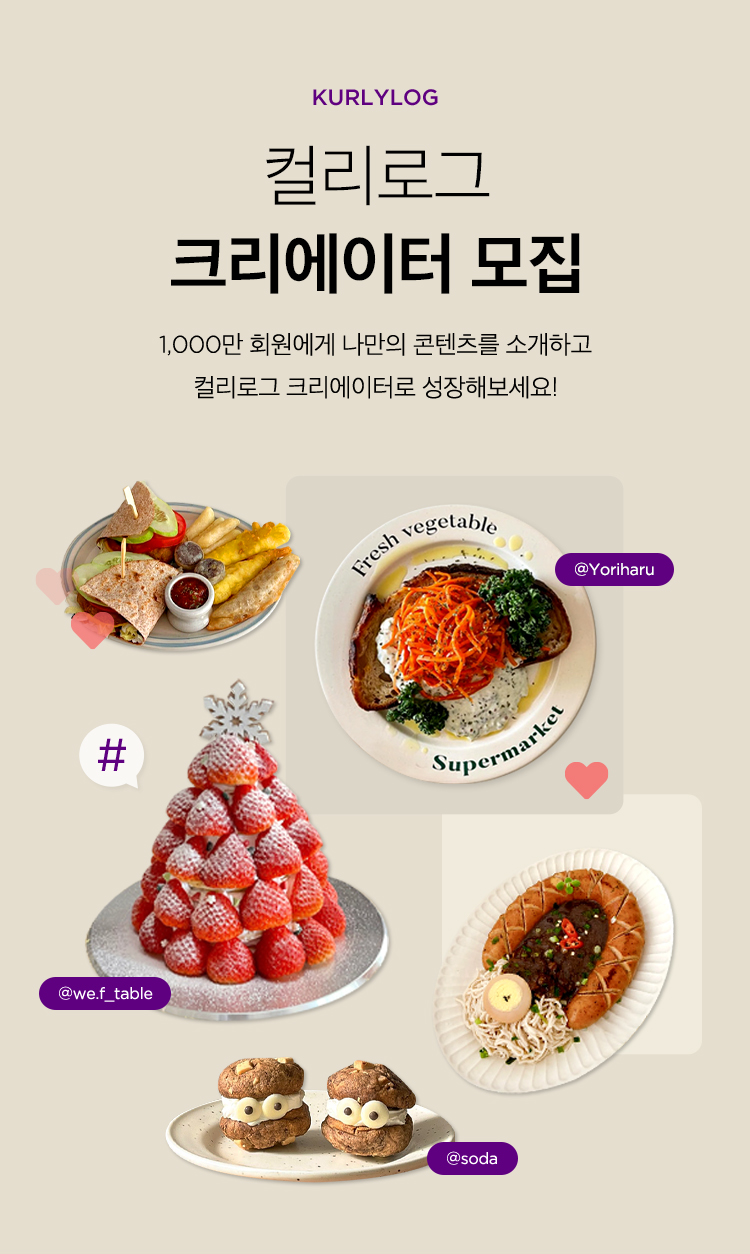 KURLYLOG
컬리로그
크리에이터 모집
1,000만 회원에게 나만의 콘텐츠를 소개하고
컬리로그 크리에이터로 성장해보세요!
Fresh vegetable
@Yoriharu
Supermarket
#
@we.f_table
@soda